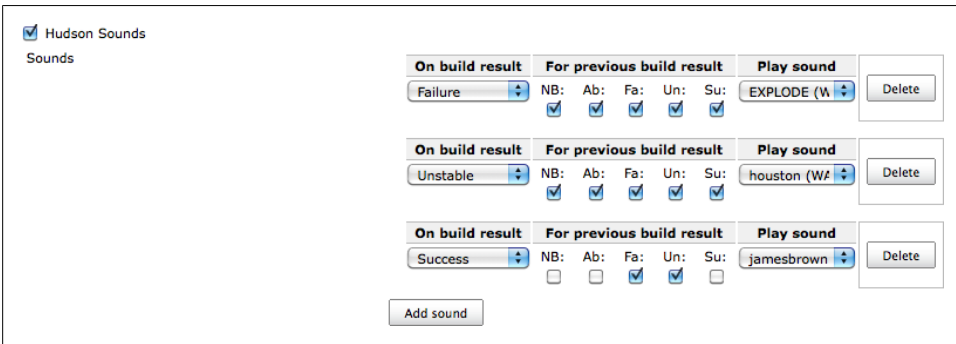 Hudson Sounds
Sounds
On build result For previous build result Play sound
Failure NB: Ab: Fa: Un: Su: EXPLODE (W Delete
On build result For previous build result Play sound
Unstable NB: Ab: Fa: Un: Su: houston (WA Delete
On build result For previous build result Play sound
Success NB: Ab: Fa: Un: Su: jamesbrown Delete
Add sound